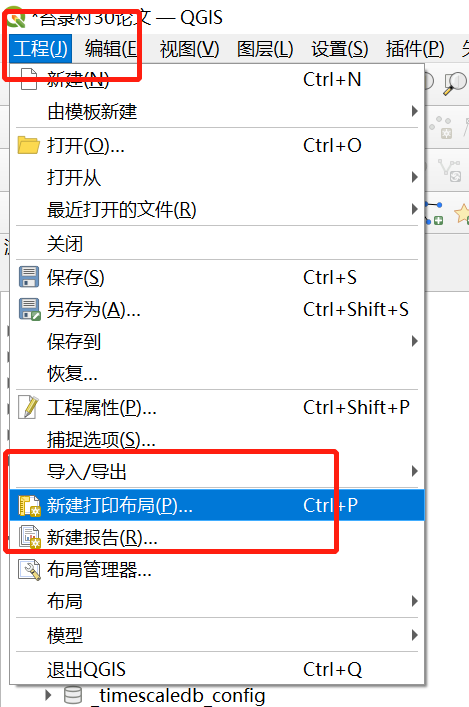 *答录村30论文 — QGIS
工程(J) 编辑(E 视图(V) 图层(L) 设置(S) 插件(P)
新建(N) Ctrl+N
由模板新建
打开(O)... Ctrl+O
打开从
最近打开的文件(R)
关闭
保存(S) Ctrl+S
另存为(A)... Ctrl+Shift+S
保存到
恢复...
工程属性(P)... Ctrl+Shift+P
捕捉选项(S)...
导入/导出
新建打印布局(P)... Ctrl+P
新建报告(R)...
布局管理器...
布局
模型
退出QGIS Ctrl+Q
_timescaledb_config